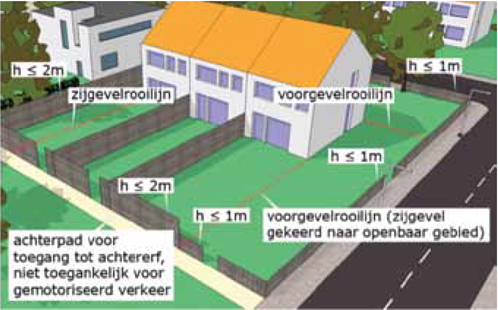 h ≤ 2m
h ≤ 1m
zijgevelrooilijn
voorgevelrooilijn
h ≤ 1m
h ≤ 2m
h ≤ 1m
voorgevelrooilijn (zijgevel
gekeerd naar openbaar gebied)
achterpad voor
toegang tot achtererf,
niet toegankelijk voor
gemotoriseerd verkeer